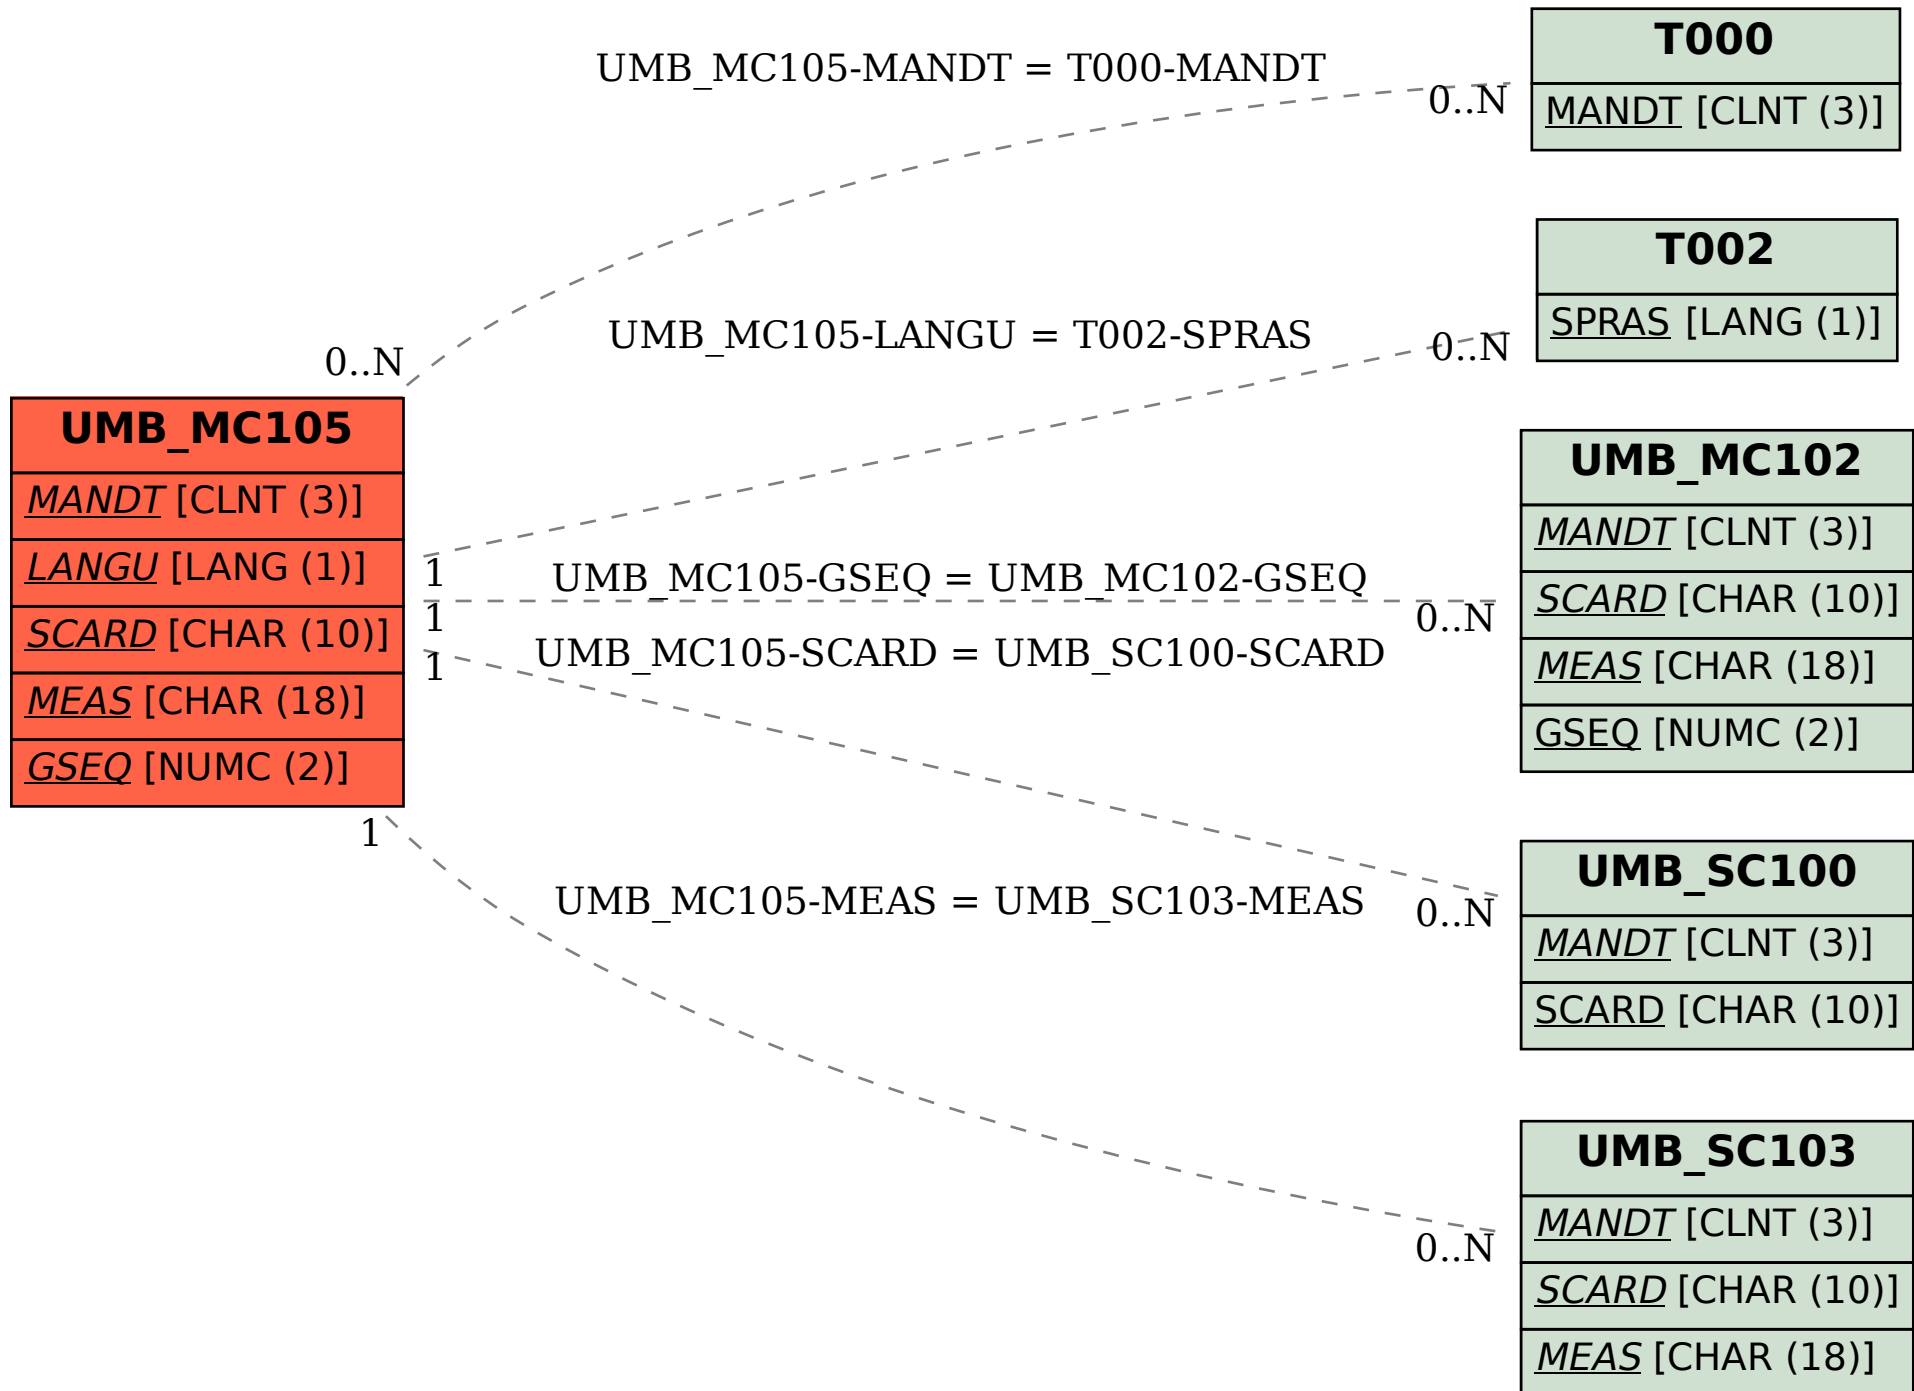 T000
MANDT [CLNT (3)]
UMB_MC105-MANDT = T000-MANDT
0..N
0..N
T002
SPRAS [LANG (1)]
UMB_MC105-LANGU = T002-SPRAS
0..N
1
UMB_MC105
MANDT [CLNT (3)]
LANGU [LANG (1)]
SCARD [CHAR (10)]
MEAS [CHAR (18)]
GSEQ [NUMC (2)]
UMB_MC105-GSEQ = UMB_MC102-GSEQ
1
0..N
UMB_MC102
MANDT [CLNT (3)]
SCARD [CHAR (10)]
MEAS [CHAR (18)]
GSEQ [NUMC (2)]
UMB_MC105-SCARD = UMB_SC100-SCARD
1
0..N
UMB_SC100
MANDT [CLNT (3)]
SCARD [CHAR (10)]
UMB_MC105-MEAS = UMB_SC103-MEAS
1
0..N
UMB_SC103
MANDT [CLNT (3)]
SCARD [CHAR (10)]
MEAS [CHAR (18)]